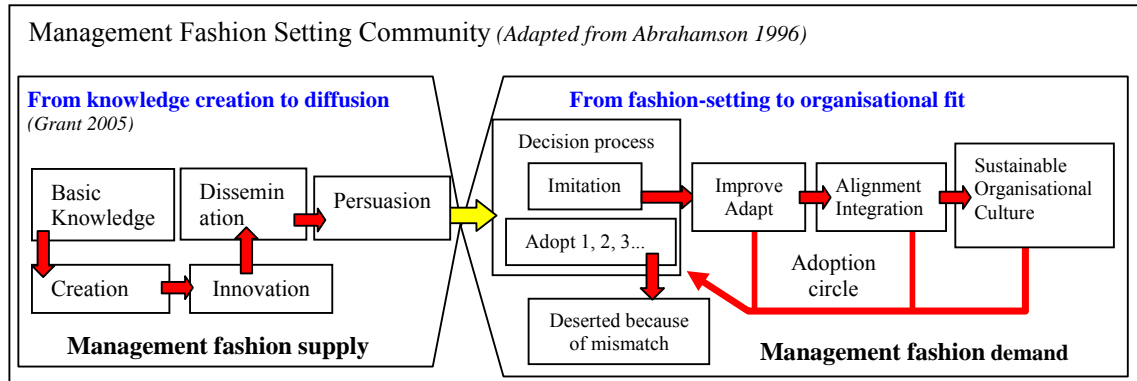 Management Fashion Setting Community (Adapted from Abrahamson 1996)
From knowledge creation to diffusion
(Grant 2005)
Basic
Knowledge
Dissemin
ation
Persuasion
Creation
Innovation
Management fashion supply
From fashion-setting to organisational fit
Decision process
Imitation
Adopt 1, 2, 3...
Improve
Adapt
Alignment
Integration
Sustainable
Organisational
Culture
Adoption
circle
Deserted because
of mismatch
Management fashion demand